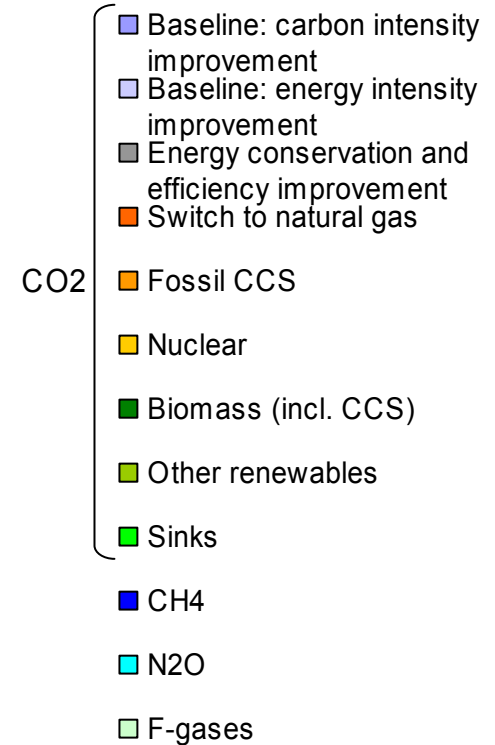 Baseline: carbon intensity
improvement
Baseline: energy intensity
improvement
Energy conservation and
efficiency improvement
Switch to natural gas
CO2
Fossil CCS
Nuclear
Biomass (incl. CCS)
Other renewables
Sinks
CH4
N2O
F-gases